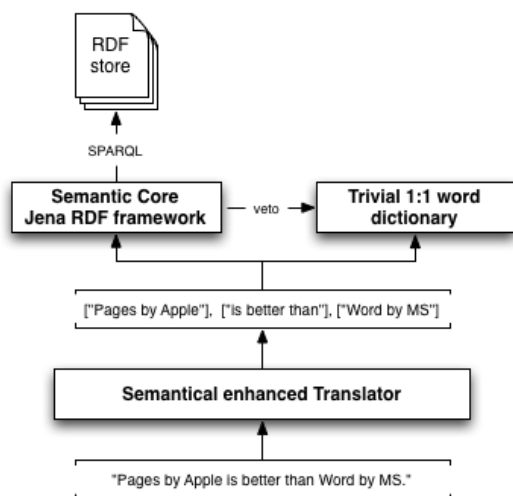 RDF
store
SPARQL
Semantic Core
Jena RDF framework
veto
Trivial 1:1 word
dictionary
["Pages by Apple"], ["is better than"], ["Word by MS"]
Semantical enhanced Translator
"Pages by Apple is better than Word by MS."